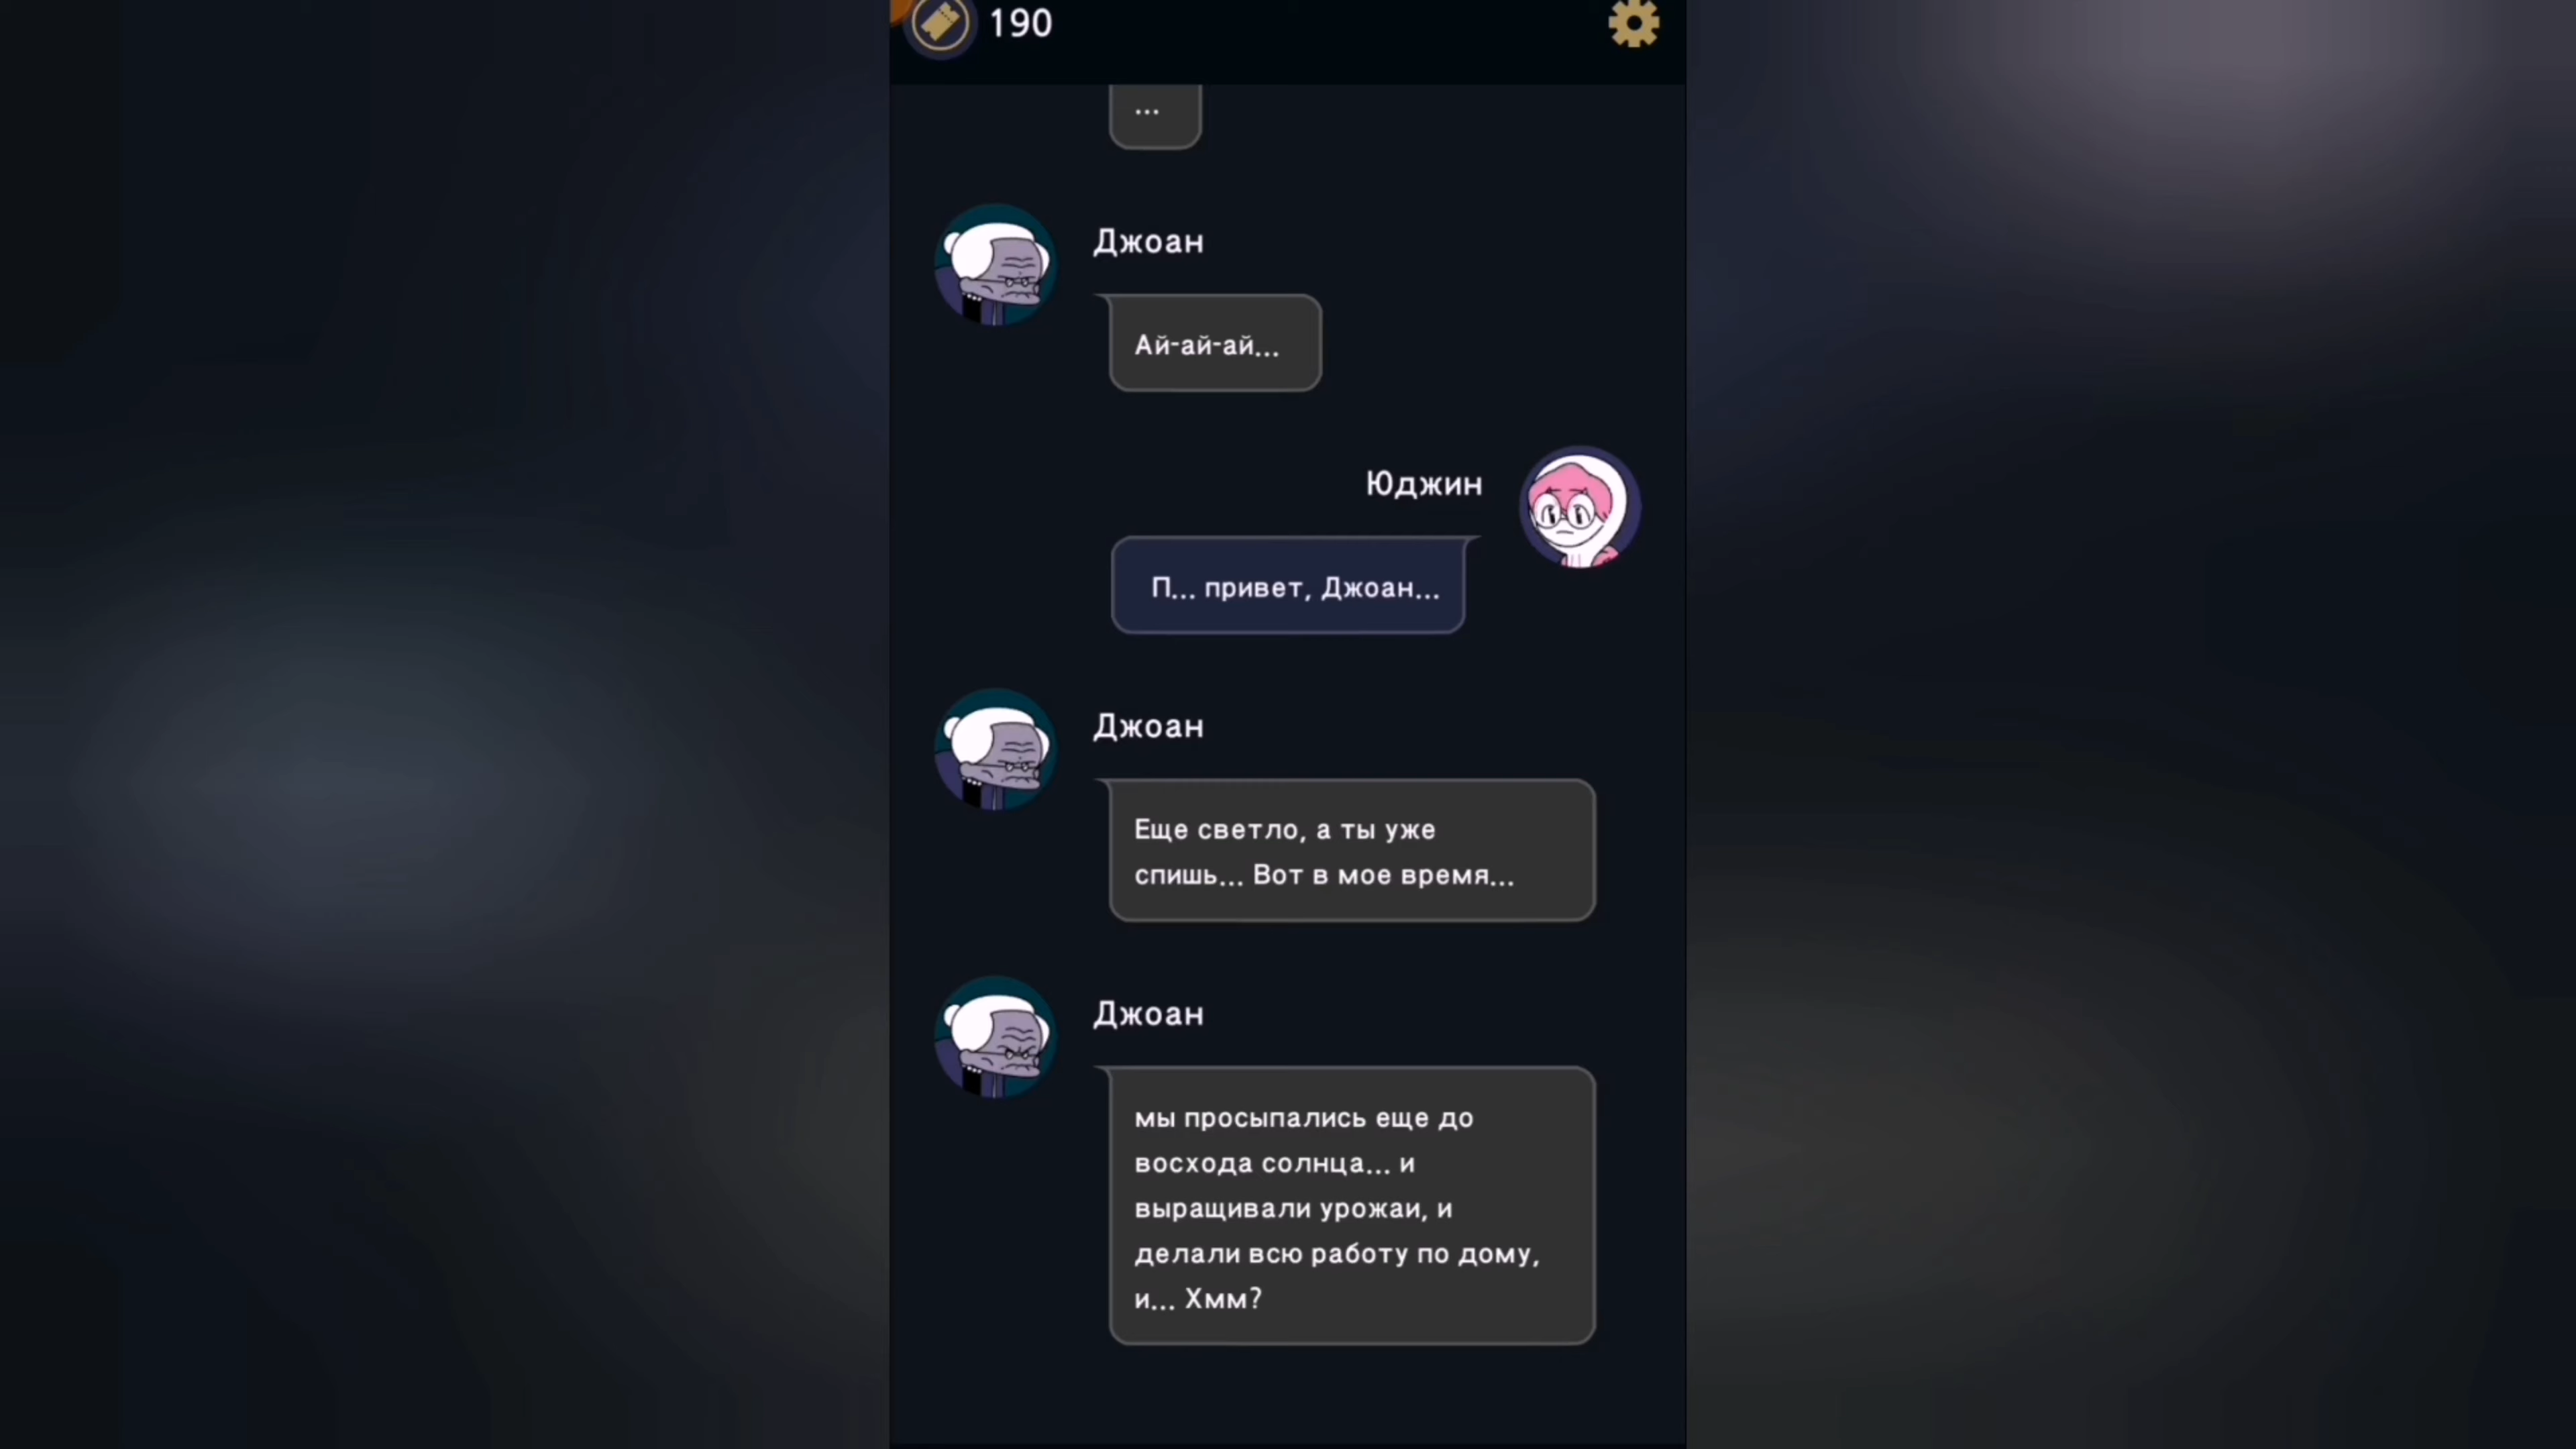 190
...
Джоан
Ай-ай-ай...
Юджин
П... привет, Джоан...
Джоан
Еще светло, а ты уже
спишь... Вот в мое время...
Джоан
мы просыпались еще до
восхода солнца... и
выращивали урожаи, и
делали всю работу по дому,
и... Хмм?